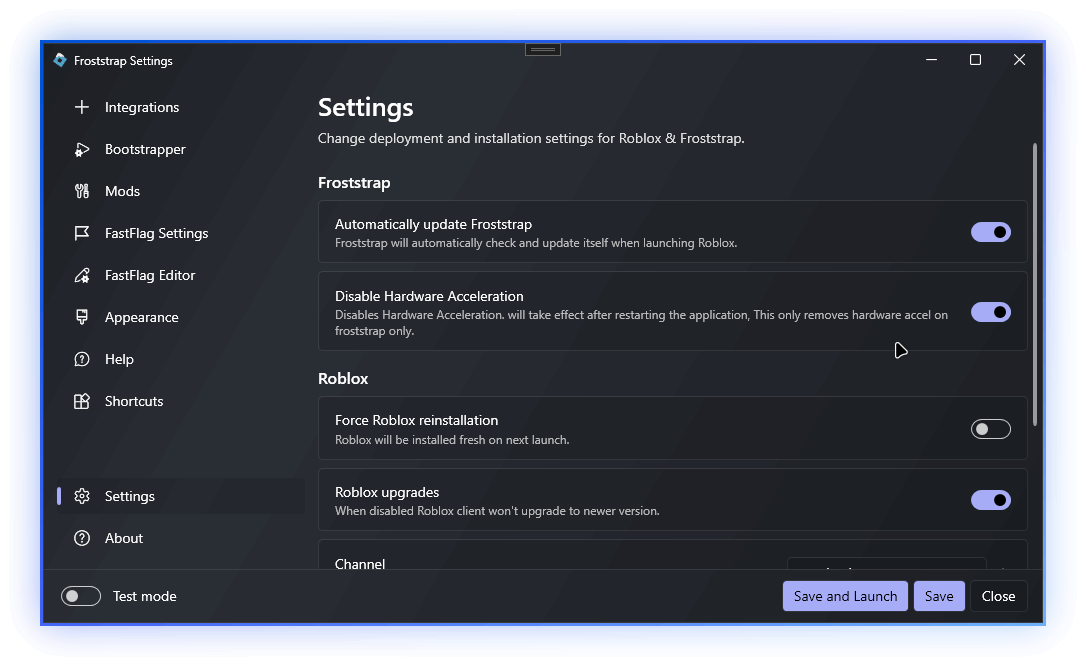 Froststrap Settings
Integrations
Bootstrapper
Mods
FastFlag Settings
FastFlag Editor
Appearance
Help
Shortcuts
Settings
About
Settings
Change deployment and installation settings for Roblox & Froststrap.
Froststrap
Automatically update Froststrap
Froststrap will automatically check and update itself when launching Roblox.
Disable Hardware Acceleration
Disables Hardware Acceleration. will take effect after restarting the application, This only removes hardware accel on
froststrap only.
Roblox
Force Roblox reinstallation
Roblox will be installed fresh on next launch.
Roblox upgrades
When disabled Roblox client won't upgrade to newer version.
Channel
Test mode
Save and Launch
Save
Close